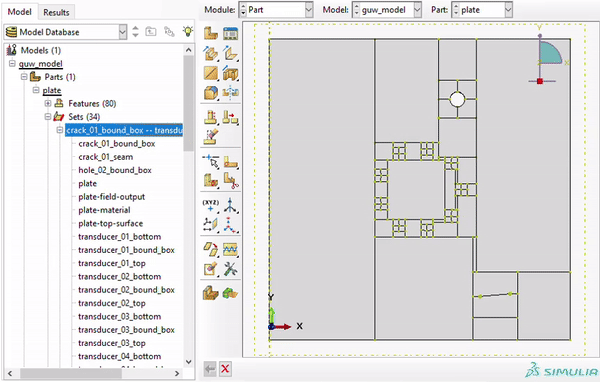 Model Results
Module: Part Model: guw_model Part: plate
Model Database
Models (1)
guw_model
Parts (1)
plate
Features (80)
Sets (34)
crack_01_bound_box -- transdu
crack_01_bound_box
crack_01_seam
hole_02_bound_box
plate
plate-field-output
plate-material
plate-top-surface
transducer_01_bottom
transducer_01_bound_box
transducer_01_top
transducer_02_bottom
transducer_02_bound_box
transducer_02_top
transducer_03_bottom
transducer_03_bound_box
transducer_03_top
transducer_04_bottom
(XYZ)
Y
X
Y
X
SIMULIA